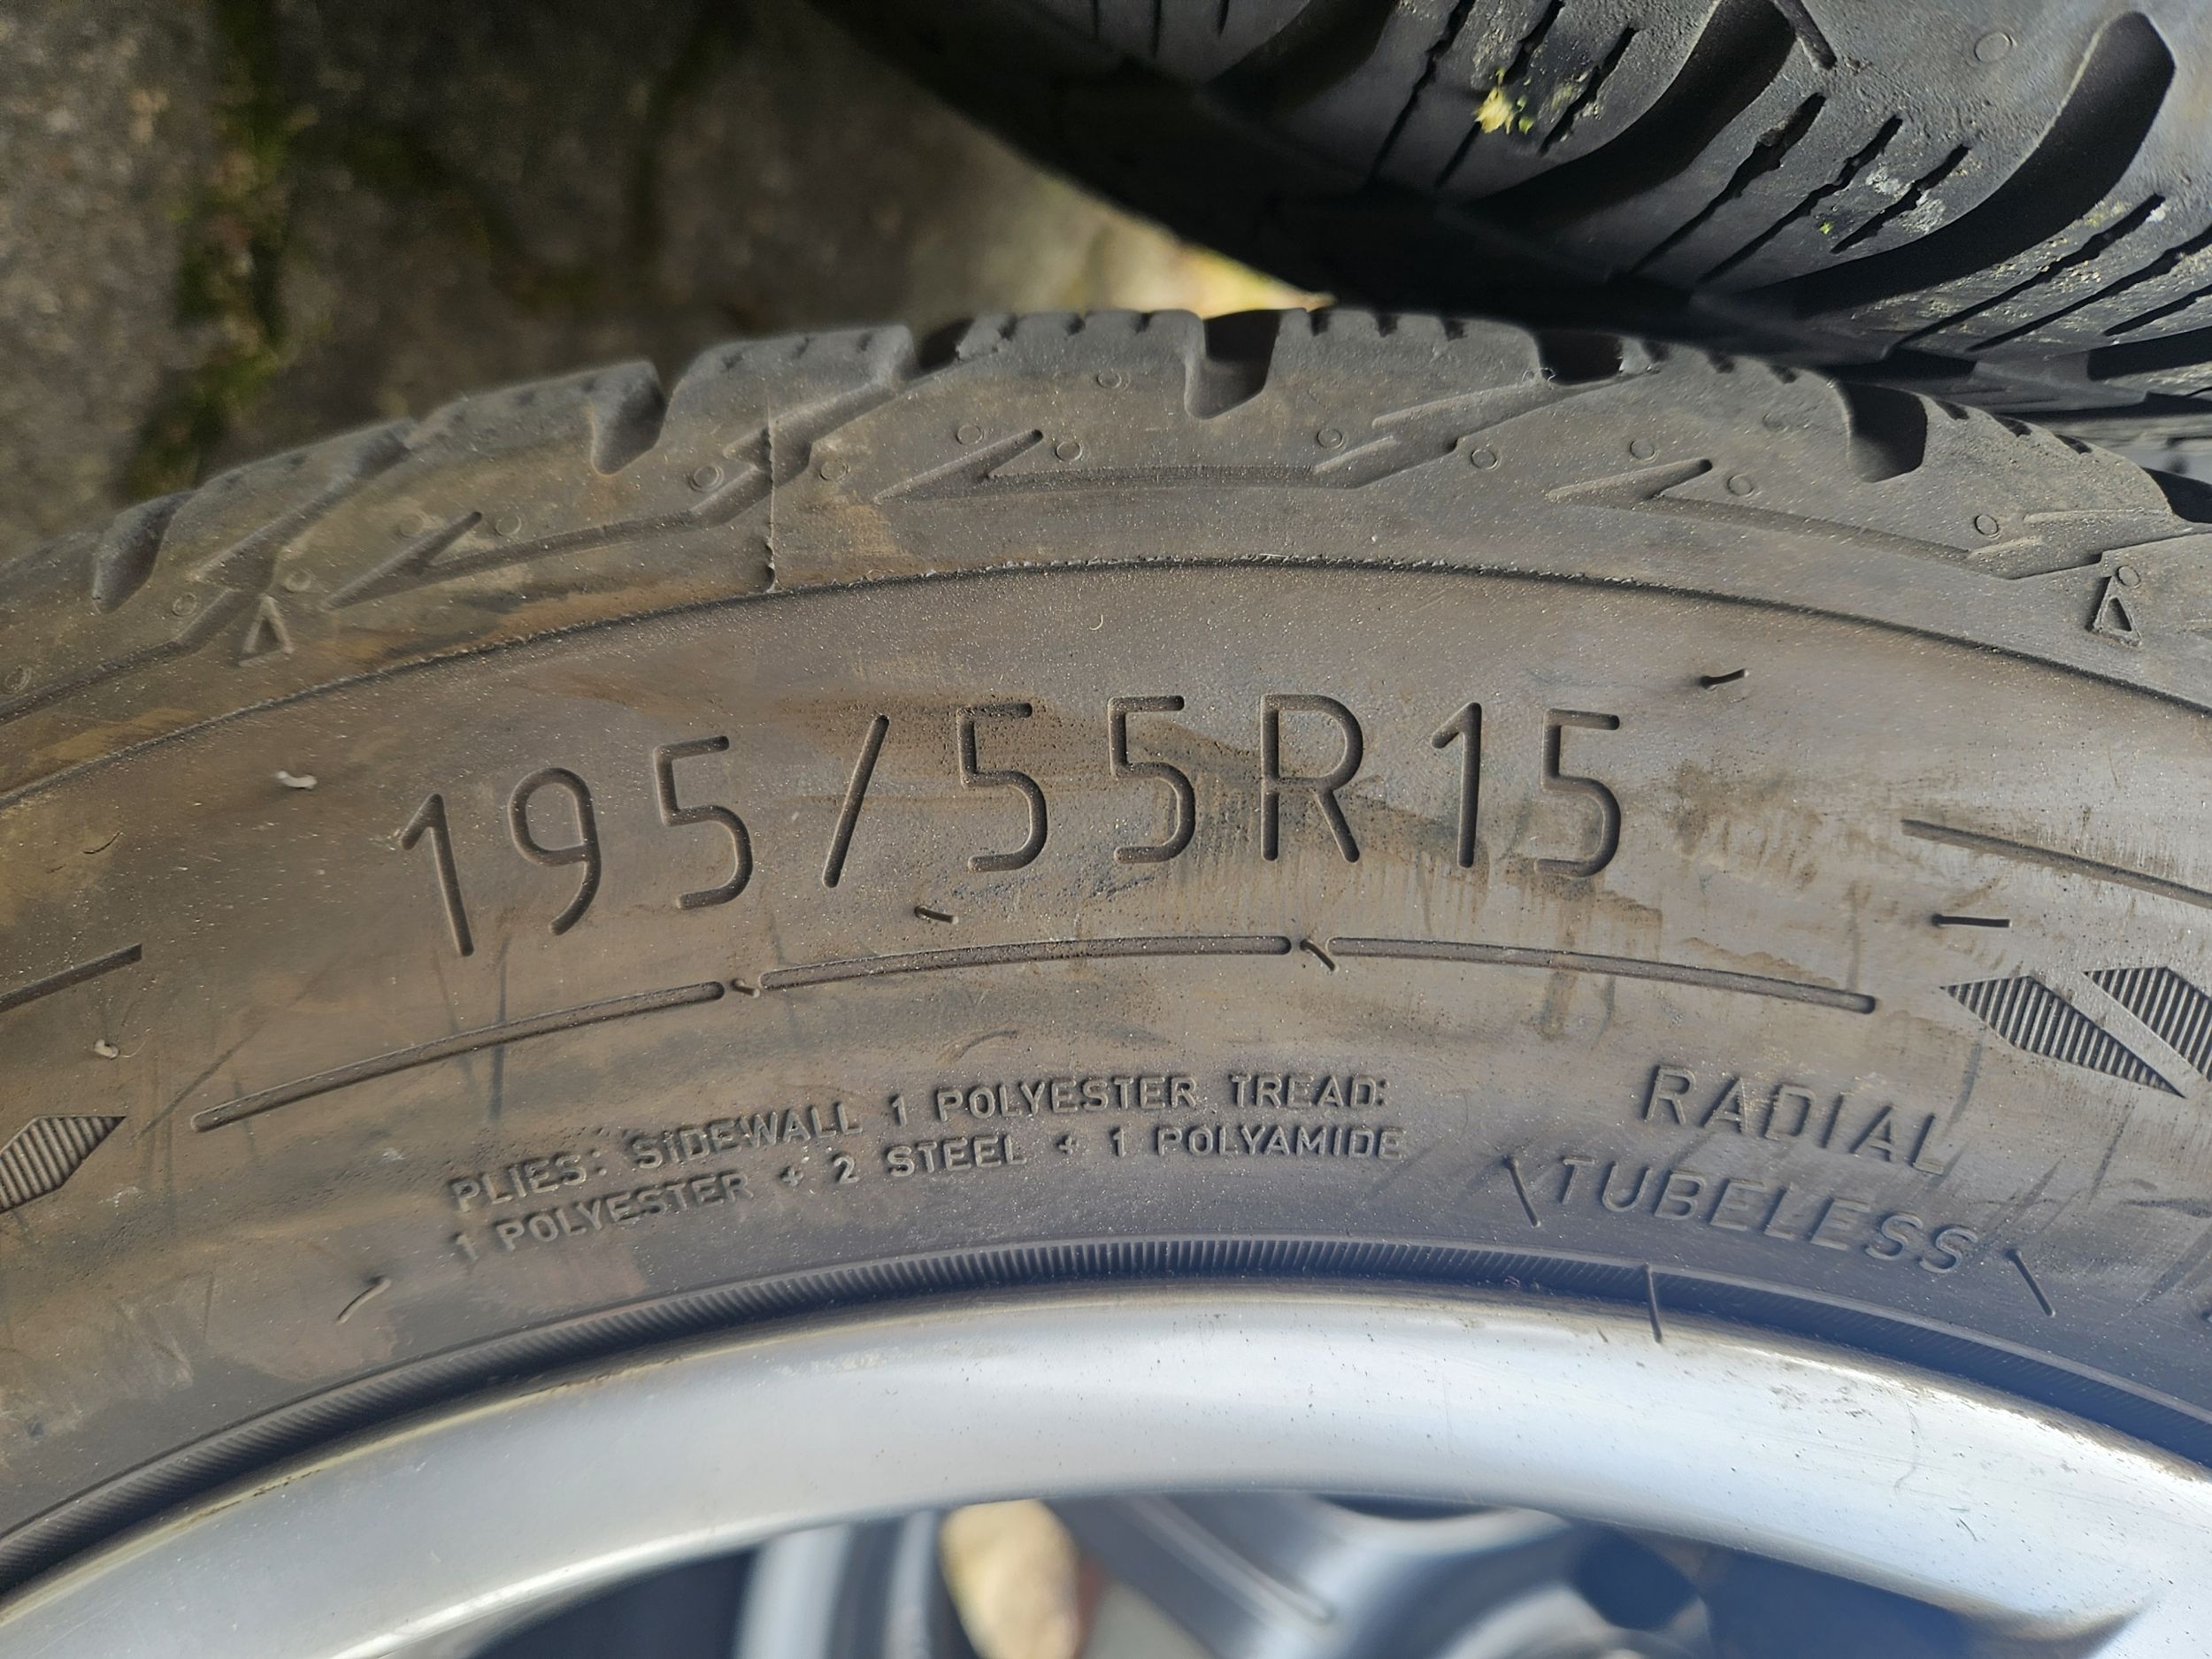 195/55R15
PLIES: SIDEWALL 1 POLYESTER TREAD:
1 POLYESTER + 2 STEEL + 1 POLYAMIDE
RADIAL
TUBELESS